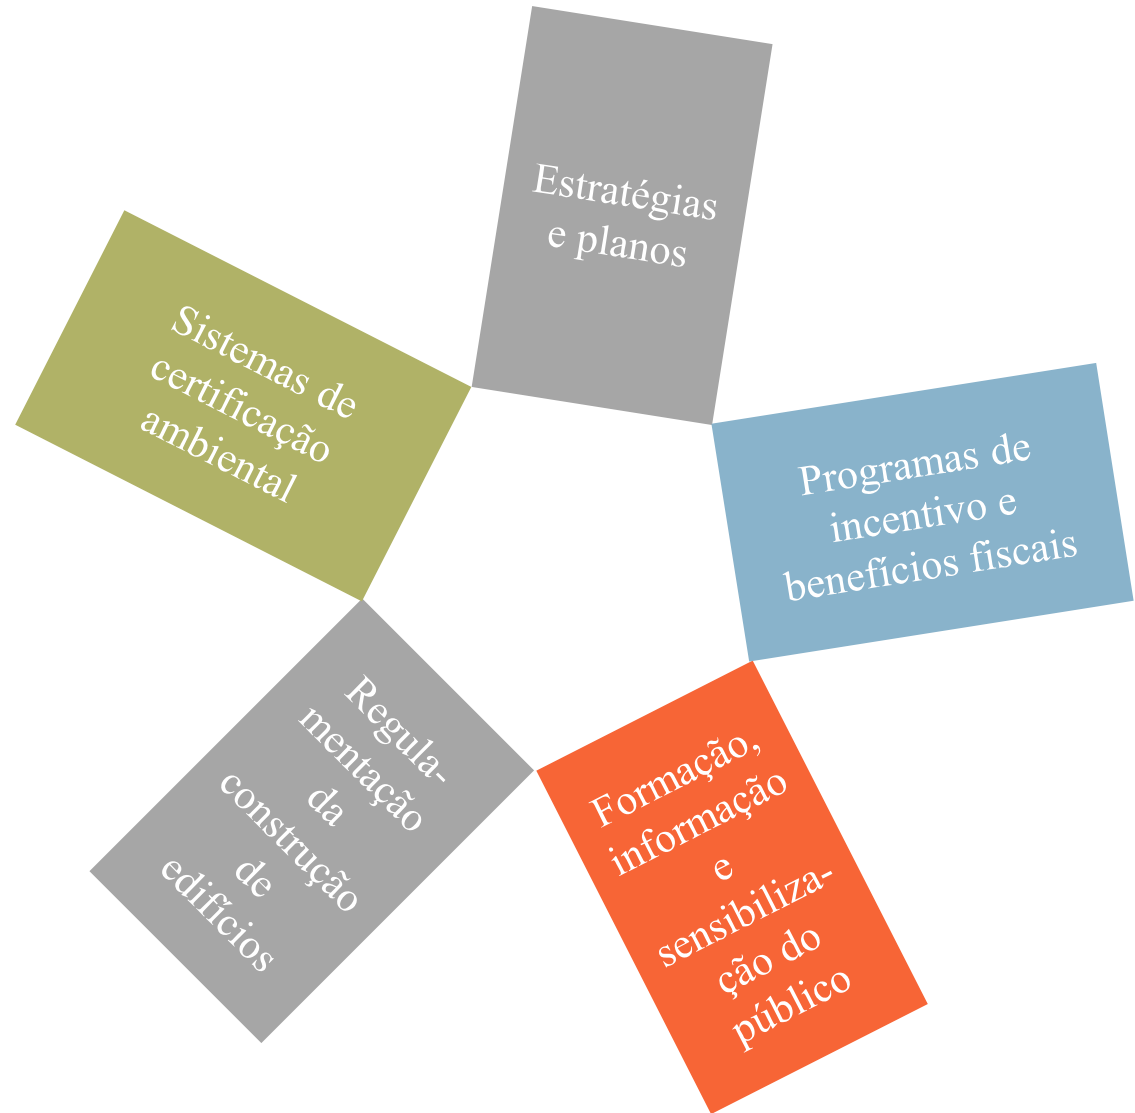 Estratégias
e planos
Programas de
incentivo e
benefícios fiscais
Formação,
informação
e
sensibiliza-
ção do
público
Regula-
mentação
da
construção
de
edifícios
Sistemas de
certificação
ambiental